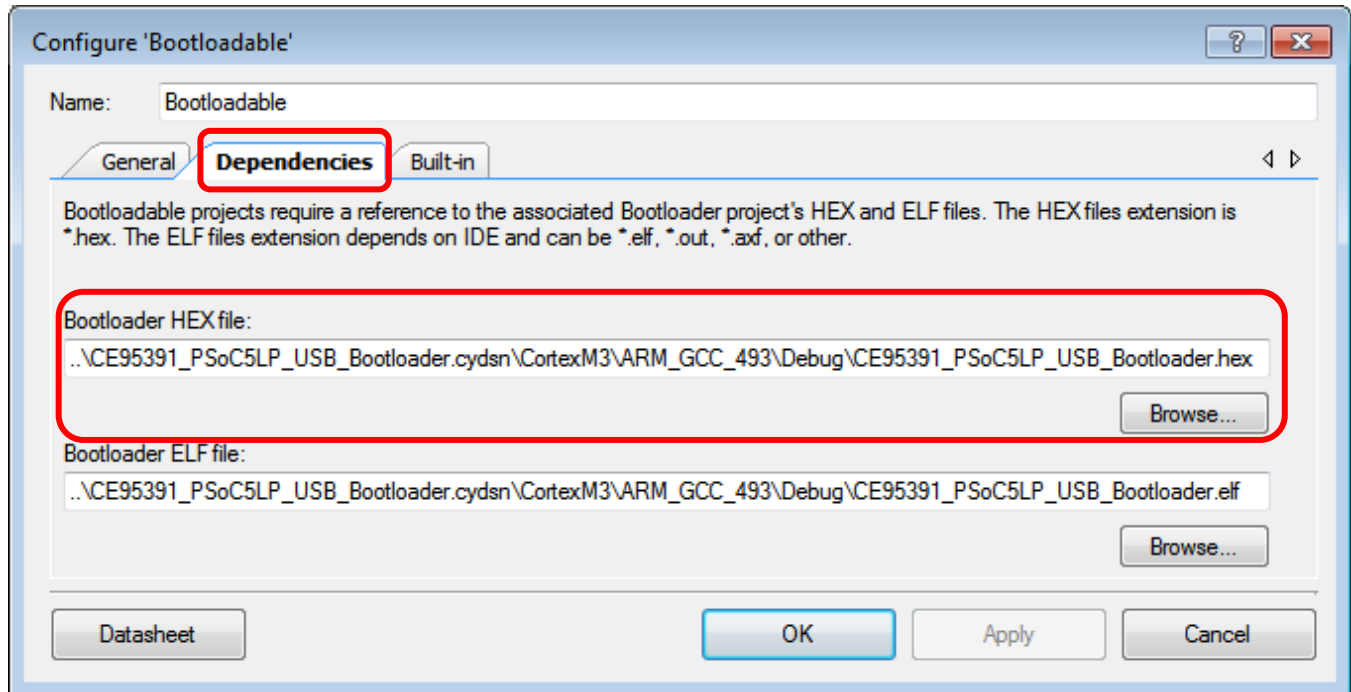 Configure 'Bootloadable'
Name: Bootloadable
General Dependencies Built-in
Bootloadable projects require a reference to the associated Bootloader project's HEX and ELF files. The HEX files extension is
*.hex. The ELF files extension depends on IDE and can be *.elf, *.out, *.axf, or other.
Bootloader HEX file:
..\CE95391_PSoC5LP_USB_Bootloader.cydsn\CortexM3\ARM_GCC_493\Debug\CE95391_PSoC5LP_USB_Bootloader.hex
Browse...
Bootloader ELF file:
..\CE95391_PSoC5LP_USB_Bootloader.cydsn\CortexM3\ARM_GCC_493\Debug\CE95391_PSoC5LP_USB_Bootloader.elf
Browse...
Datasheet OK Apply Cancel